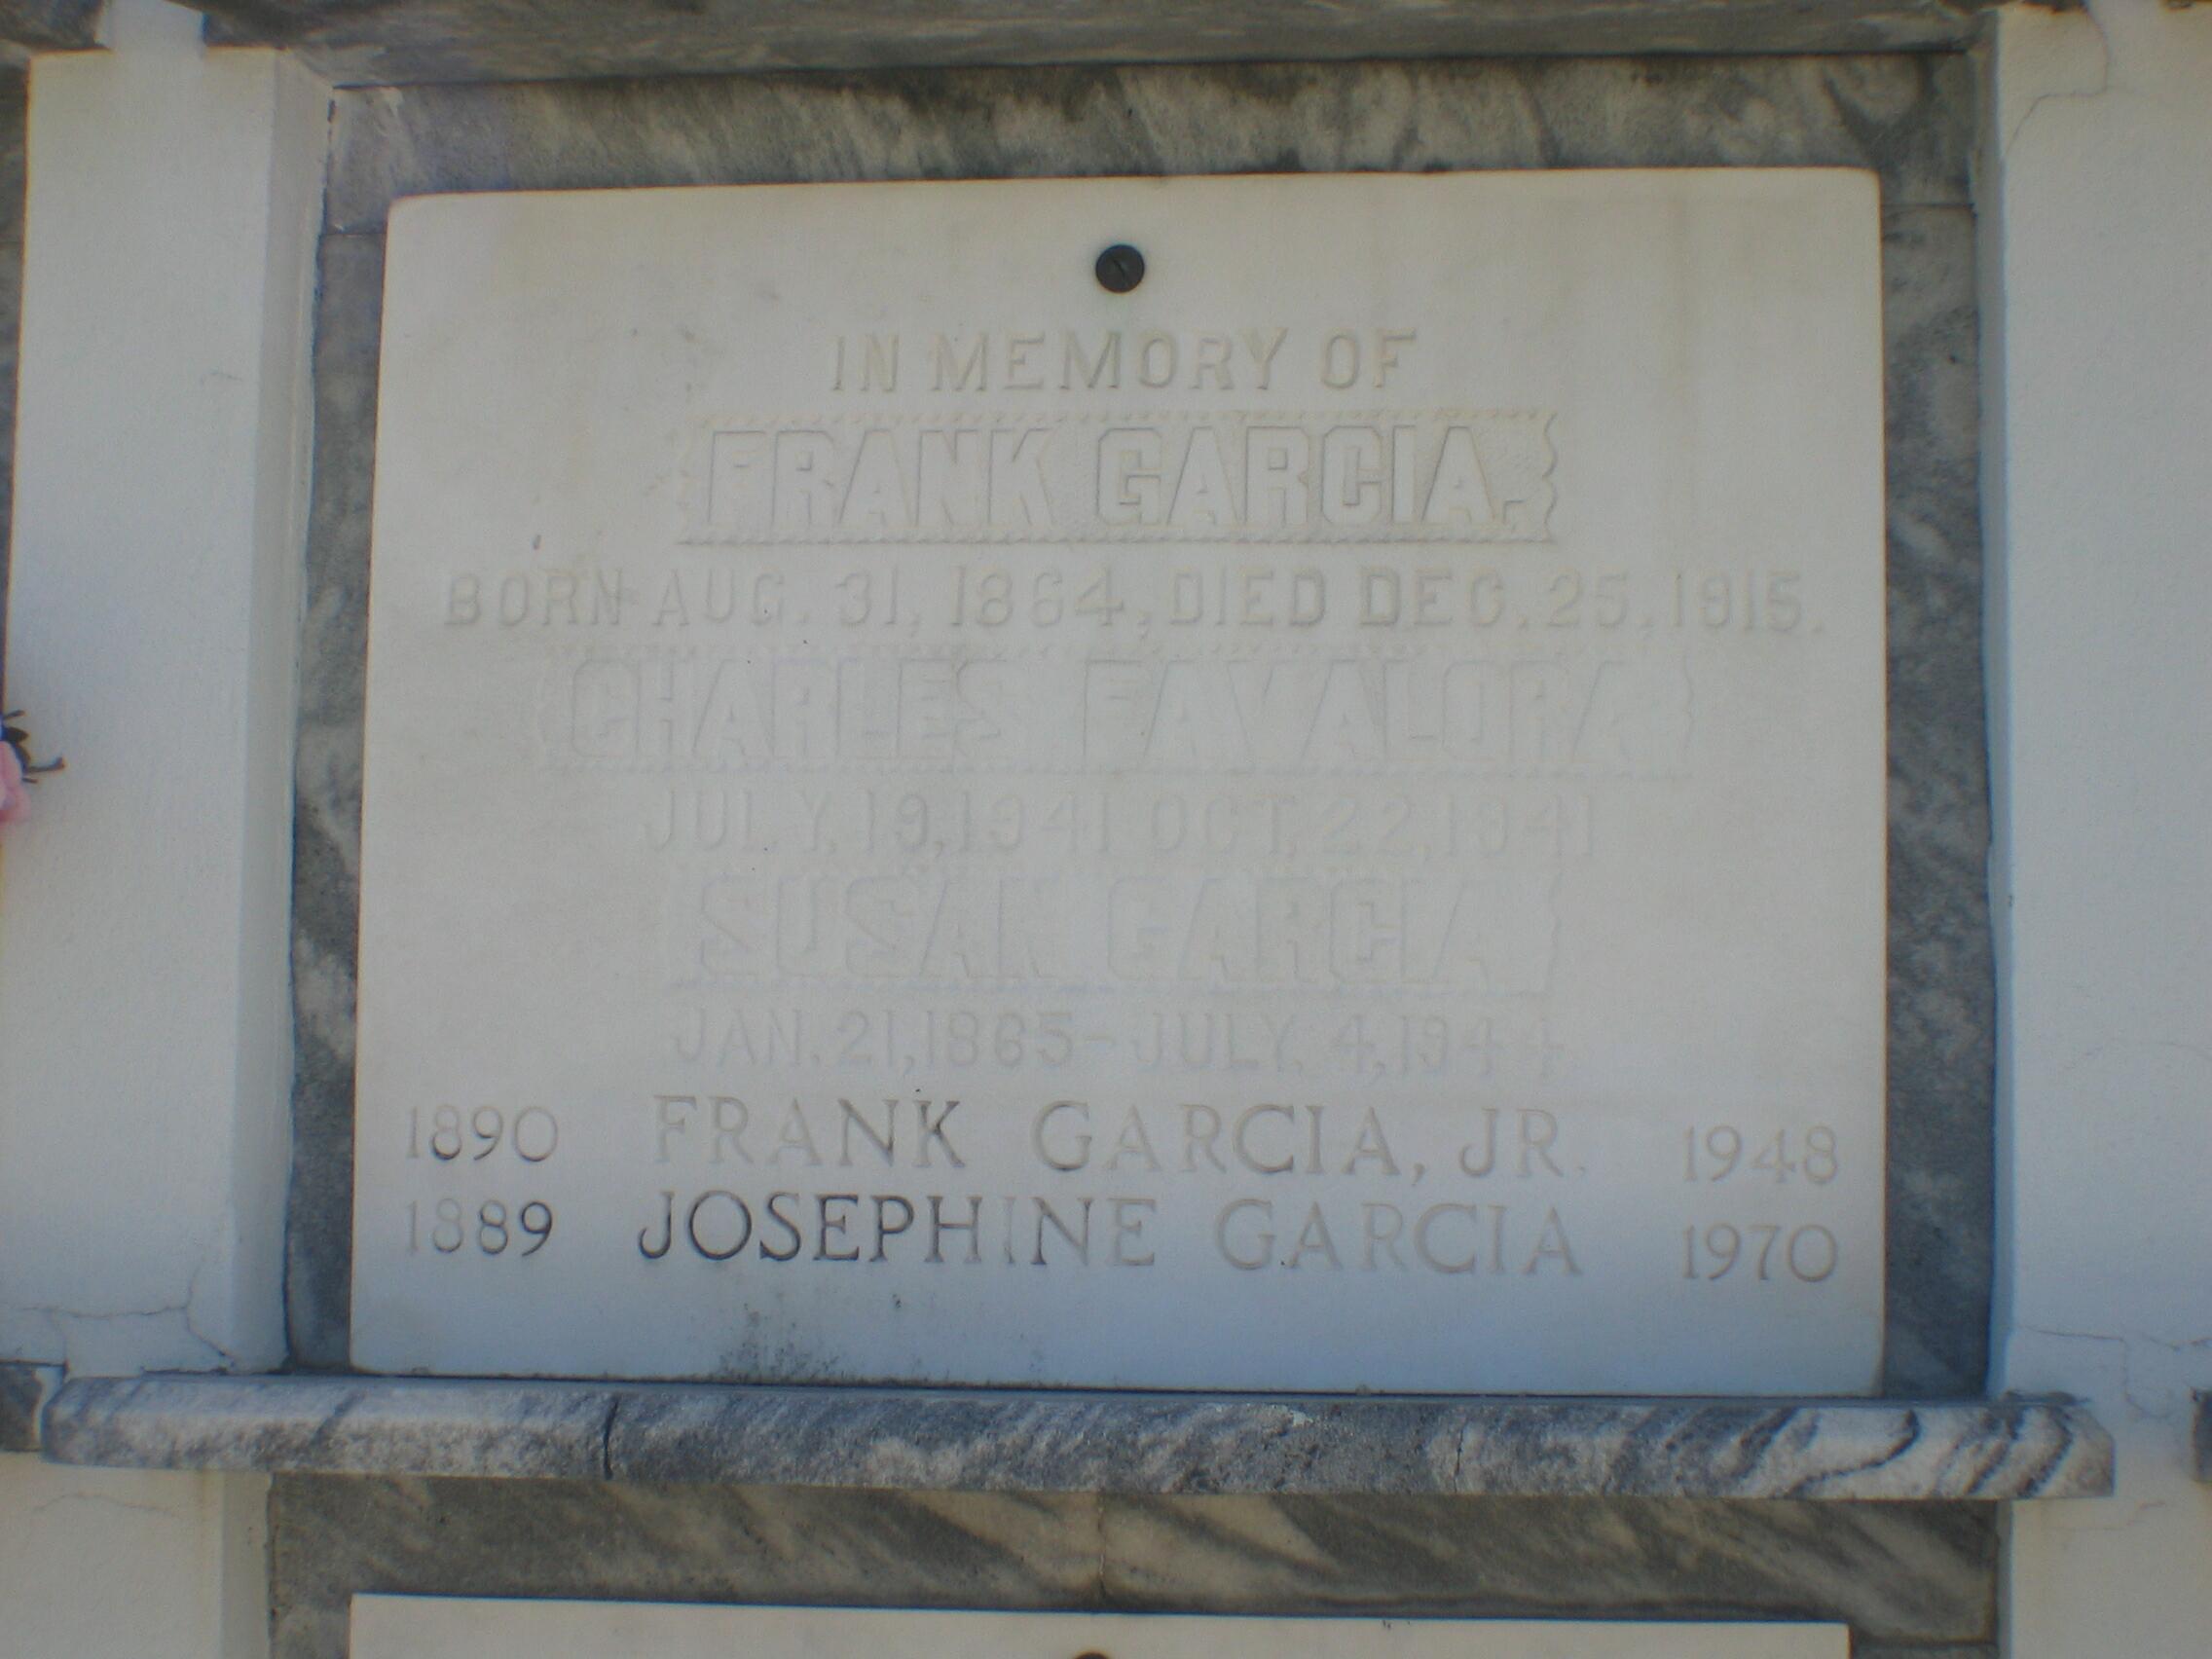 IN MEMORY OF
FRANK GARCIA.
BORN AUG. 31, 1864, DIED DEC. 25, 1915.
CHARLES FAVALORA
JULY, 19, 1941 OCT. 22, 1941
SUSAN GARCIA
JAN. 21, 1865 - JULY. 4, 1944
1890 FRANK GARCIA, JR. 1948
1889 JOSEPHINE GARCIA 1970